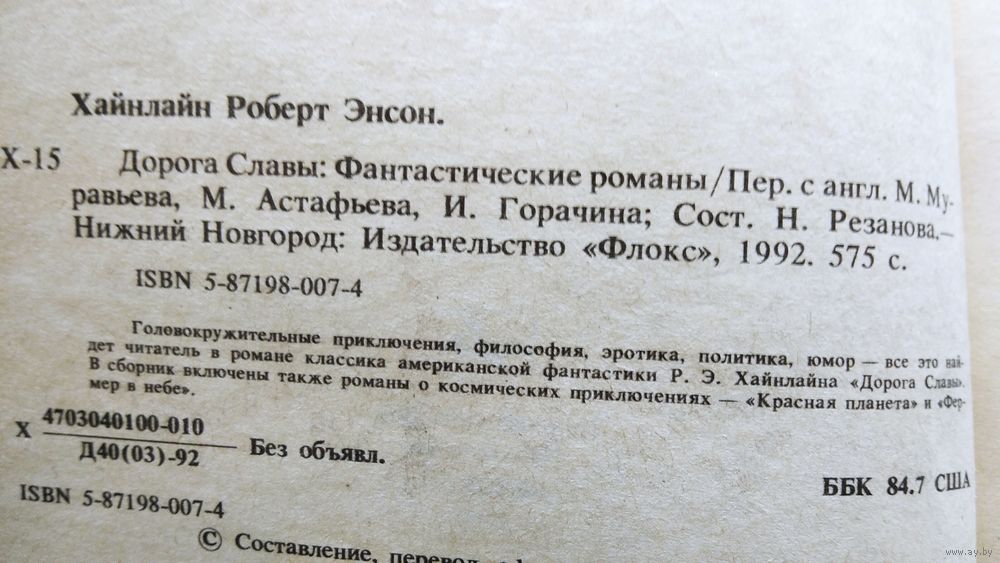 Хайнлайн Роберт Энсон.
Х-15 Дорога Славы: Фантастические романы/Пер. с англ. М. Му-
равьева, М. Астафьева, И. Горачина; Сост. Н. Резанова.—
Нижний Новгород: Издательство «Флокс», 1992. 575 с.
ISBN 5-87198-007-4
Головокружительные приключения, философия, эротика, политика, юмор — все это най-
дет читатель в романе классика американской фантастики Р. Э. Хайнлайна «Дорога Славы».
В сборник включены также романы о космических приключениях — «Красная планета» и «Фер-
мер в небе».
Х 4703040100-010
Д40(03)-92
Без объявл.
ББК 84.7 США
ISBN 5-87198-007-4
© Составление, перевод
www.ay.by